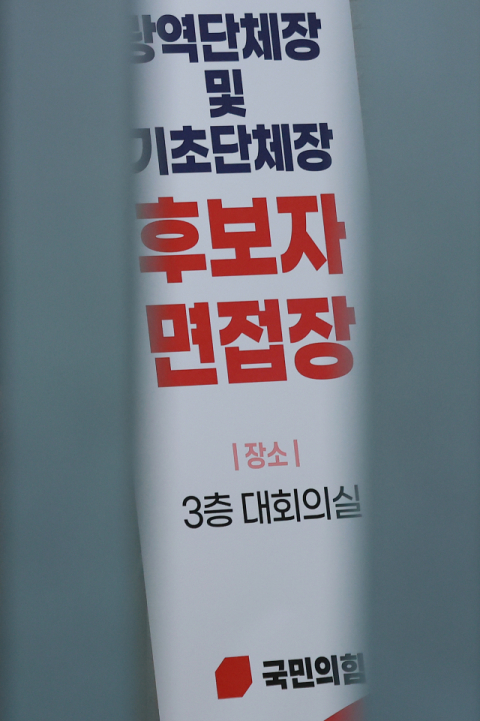 광역단체장
및
기초단체장
후보자
면접장
| 장소 |
3층 대회의실
국민의힘